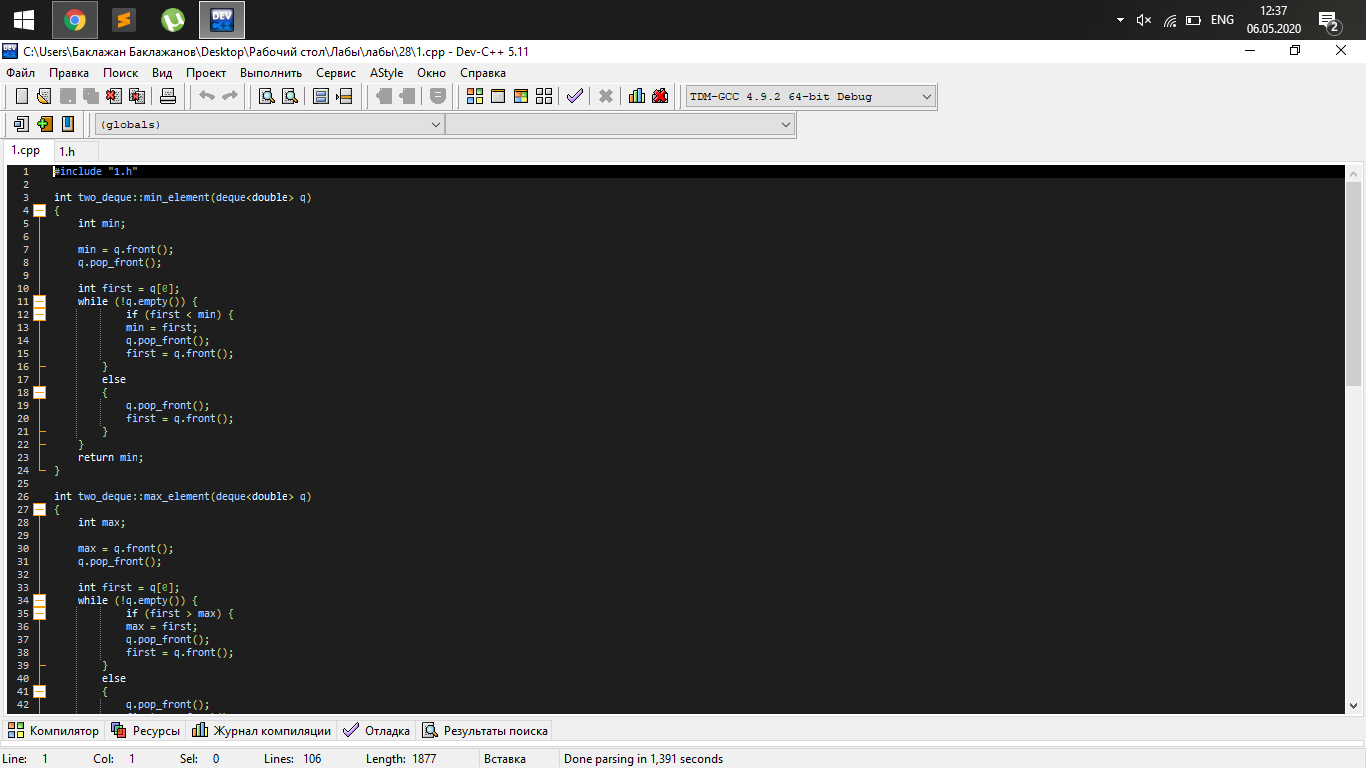 ENG
12:37
06.05.2020
2
C:\Users\Баклажан Баклажанов\Desktop\Рабочий стол\Лабы\лабы\28\1.cpp - Dev-C++ 5.11
Файл Правка Поиск Вид Проект Выполнить Сервис AStyle Окно Справка
TDM-GCC 4.9.2 64-bit Debug
(globals)
1.cpp 1.h
1 #include "1.h"
2
3 int two_deque::min_element(deque<double> q)
4 {
5 int min;
6
7 min = q.front();
8 q.pop_front();
9
10 int first = q[0];
11 while (!q.empty()) {
12 if (first < min) {
13 min = first;
14 q.pop_front();
15 first = q.front();
16 }
17 else
18 {
19 q.pop_front();
20 first = q.front();
21 }
22 }
23 return min;
24 }
25
26 int two_deque::max_element(deque<double> q)
27 {
28 int max;
29
30 max = q.front();
31 q.pop_front();
32
33 int first = q[0];
34 while (!q.empty()) {
35 if (first > max) {
36 max = first;
37 q.pop_front();
38 first = q.front();
39 }
40 else
41 {
42 q.pop_front();
Компилятор Ресурсы Журнал компиляции Отладка Результаты поиска
Line: 1 Col: 1 Sel: 0 Lines: 106 Length: 1877 Вставка Done parsing in 1,391 seconds